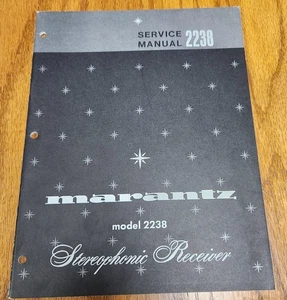 SERVICE
MANUAL 2238
marantz
model 2238
Stereophonic Receiver